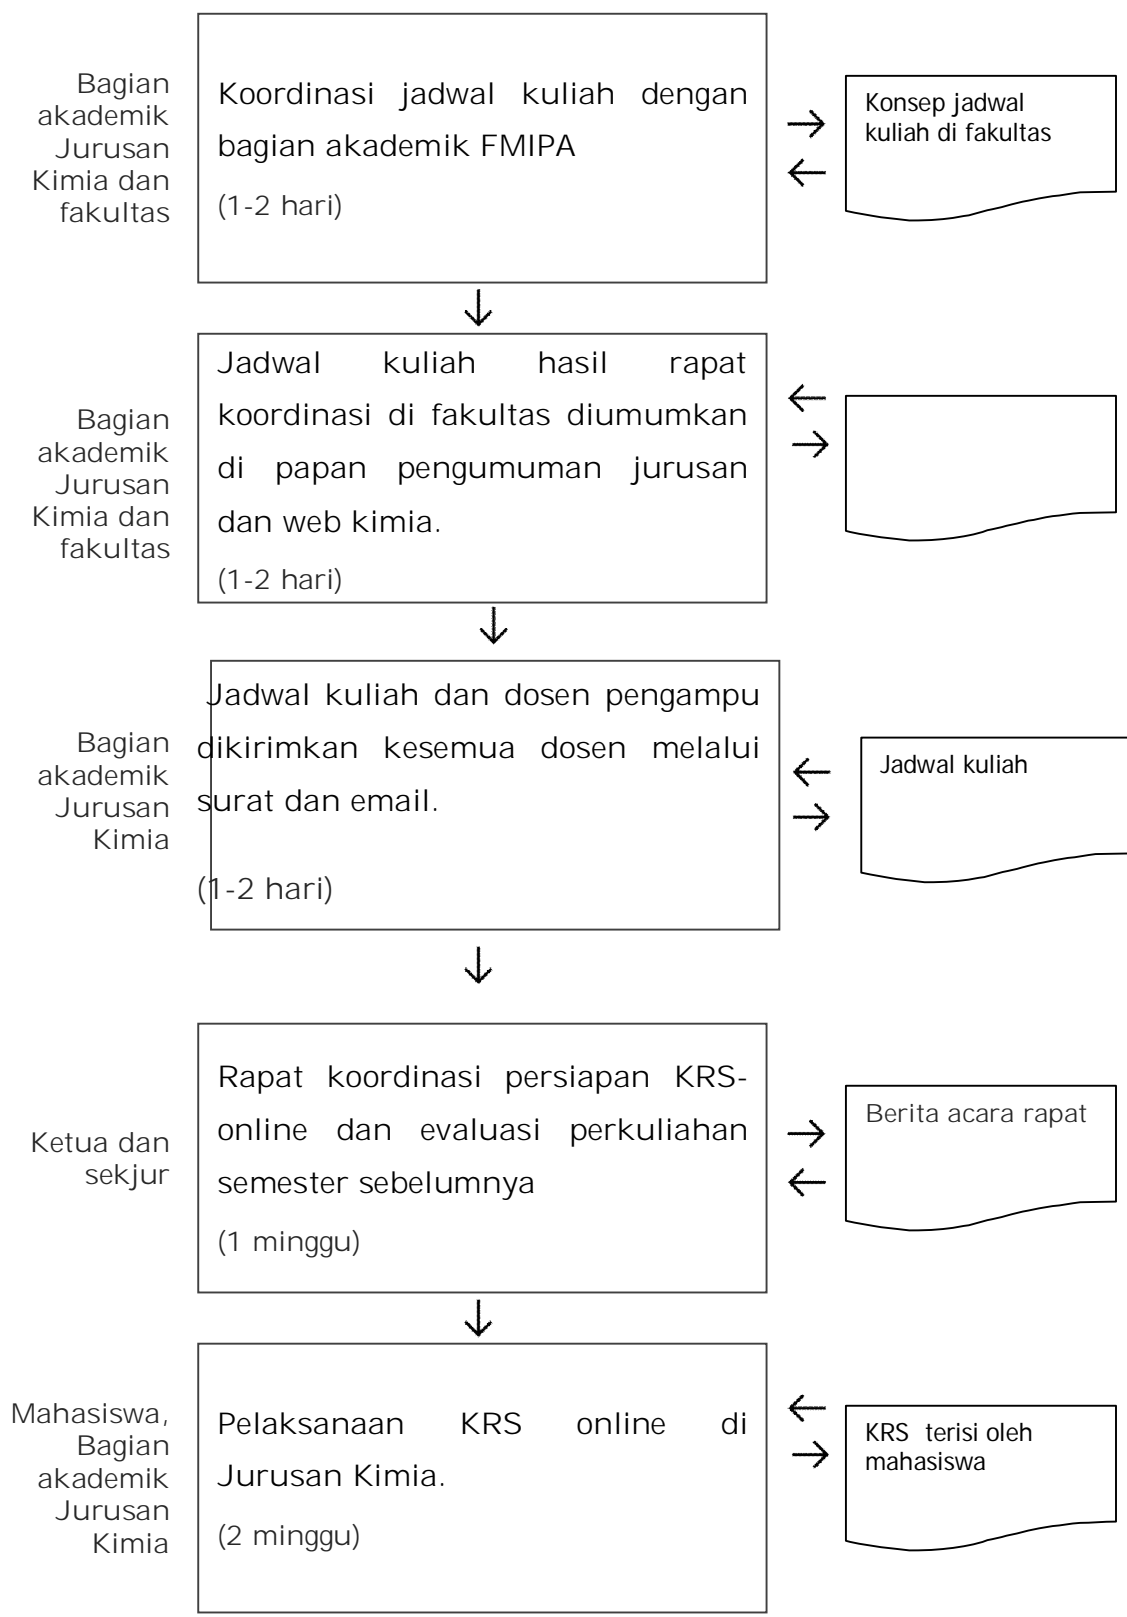 Bagian
akademik
Jurusan
Kimia dan
fakultas
Koordinasi jadwal kuliah dengan
bagian akademik FMIPA
(1-2 hari)
Konsep jadwal
kuliah di fakultas
Bagian
akademik
Jurusan
Kimia dan
fakultas
Jadwal kuliah hasil rapat
koordinasi di fakultas diumumkan
di papan pengumuman jurusan
dan web kimia.
(1-2 hari)
Bagian
akademik
Jurusan
Kimia
Jadwal kuliah dan dosen pengampu
dikirimkan kesemua dosen melalui
surat dan email.
(1-2 hari)
Jadwal kuliah
Ketua dan
sekjur
Rapat koordinasi persiapan KRS-
online dan evaluasi perkuliahan
semester sebelumnya
(1 minggu)
Berita acara rapat
Mahasiswa,
Bagian
akademik
Jurusan
Kimia
Pelaksanaan KRS online di
Jurusan Kimia.
(2 minggu)
KRS terisi oleh
mahasiswa